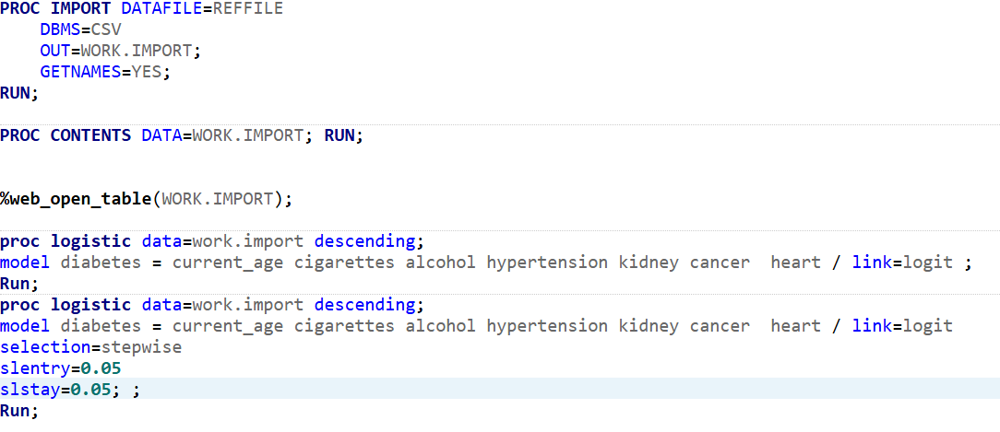 PROC IMPORT DATAFILE=REFFILE
    DBMS=CSV
    OUT=WORK.IMPORT;
    GETNAMES=YES;
RUN;
PROC CONTENTS DATA=WORK.IMPORT; RUN;
%web_open_table(WORK.IMPORT);
proc logistic data=work.import descending;
model diabetes = current_age cigarettes alcohol hypertension kidney cancer  heart / link=logit ;
Run;
proc logistic data=work.import descending;
model diabetes = current_age cigarettes alcohol hypertension kidney cancer  heart / link=logit
selection=stepwise
slentry=0.05
slstay=0.05; ;
Run;